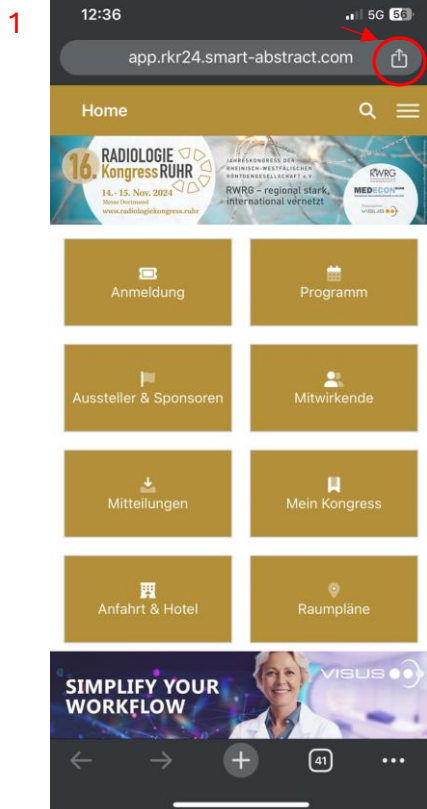 1
12:36
5G 56
app.rkr24.smart-abstract.com
Home
16. RADIOLOGIE
Kongress RUHR
14.- 15. Nov. 2024
Messe Dortmund
www.radiologiekongress.ruhr
JAHRESKONGRESS DER
RHEINISCH-WESTFÄLISCHEN
RÖNTGENGESELLSCHAFT e.V.
RWRG – regional stark,
international vernetzt
RWRG
MEDECON
VISUS
Anmeldung
Programm
Aussteller & Sponsoren
Mitwirkende
Mitteilungen
Mein Kongress
Anfahrt & Hotel
Raumpläne
SIMPLIFY YOUR
WORKFLOW
VISUS
41